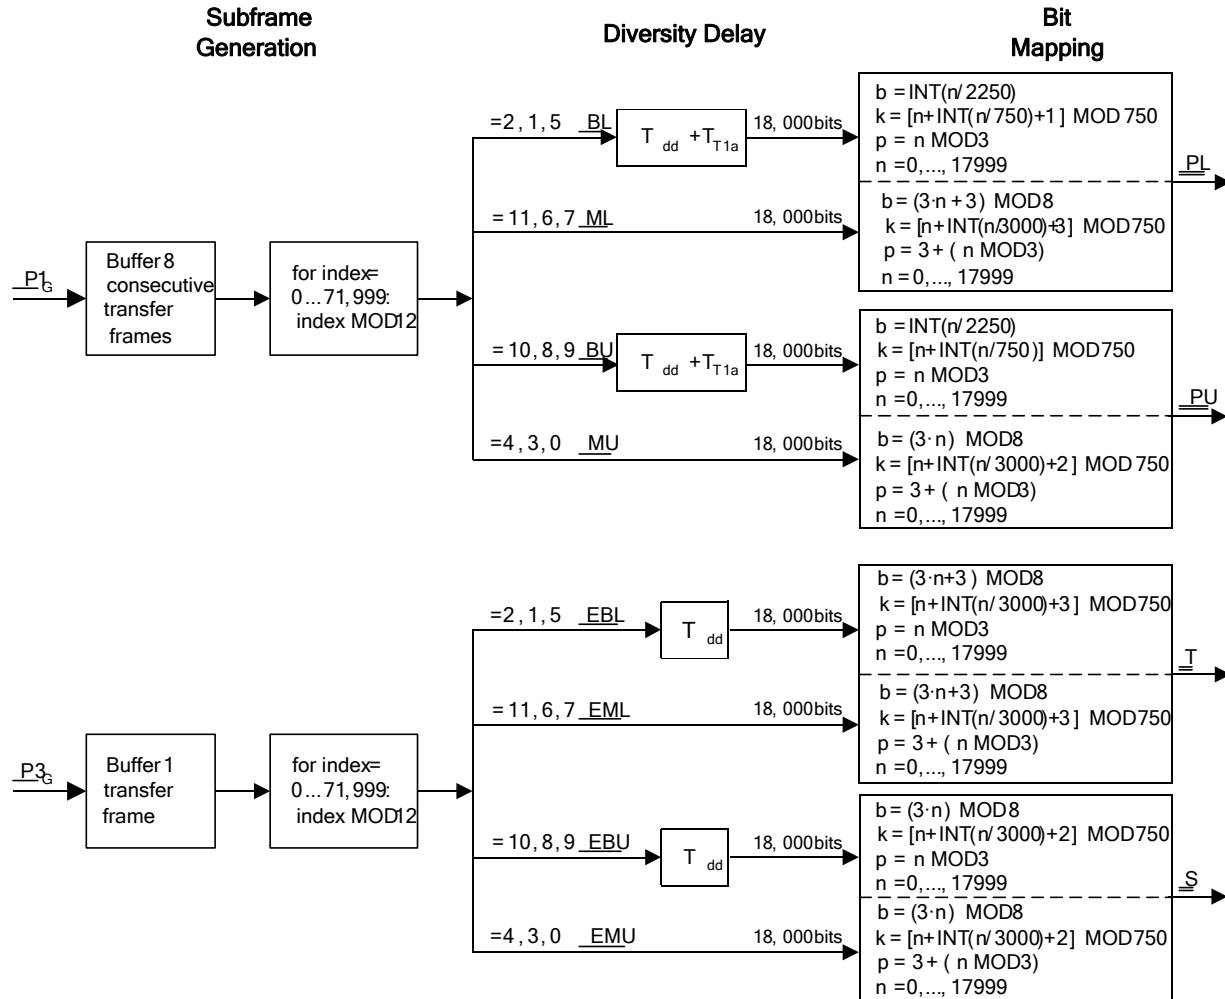 Subframe
Generation
Diversity Delay
Bit
Mapping
P1G
Buffer 8
consecutive
transfer
frames
for index=
0...71,999:
index MOD12
=2, 1, 5 BL
Tdd +TT1a
18, 000bits
b = INT(n/ 2250)
k = [n+INT(n/ 750)+1 ] MOD 750
p = n MOD3
n = 0,..., 17999
= 11, 6, 7 ML
18, 000bits
b = (3·n + 3) MOD8
k = [n+INT(n/3000)+3] MOD750
p = 3 + ( n MOD3)
n = 0,..., 17999
PL
= 10, 8, 9 BU
Tdd +TT1a
18, 000bits
b = INT(n/ 2250)
k = [n+INT(n/750)] MOD750
p = n MOD3
n =0,..., 17999
=4 , 3, 0 MU
18, 000bits
b = (3·n) MOD8
k = [n+INT(n/ 3000)+2 ] MOD 750
p = 3 + ( n MOD3)
n = 0,..., 17999
PU
P3G
Buffer 1
transfer
frame
for index=
0...71,999:
index MOD12
=2 , 1, 5 EBL
Tdd
18, 000bits
b = (3·n+3 ) MOD8
k = [n+INT(n/ 3000)+3 ] MOD750
p = n MOD3
n =0,..., 17999
= 11, 6, 7 EML
18, 000bits
b = (3·n+3) MOD8
k = [n+INT(n/ 3000)+3 ] MOD750
p = 3 + ( n MOD3)
n = 0,..., 17999
T
= 10, 8, 9 EBU
Tdd
18, 000bits
b = (3·n) MOD8
k = [n+INT(n/3000)+2] MOD750
p = n MOD3
n =0,..., 17999
=4 , 3, 0 EMU
18, 000bits
b = (3·n) MOD8
k = [n+INT(n/ 3000)+2] MOD750
p = 3 + ( n MOD3)
n = 0,..., 17999
S